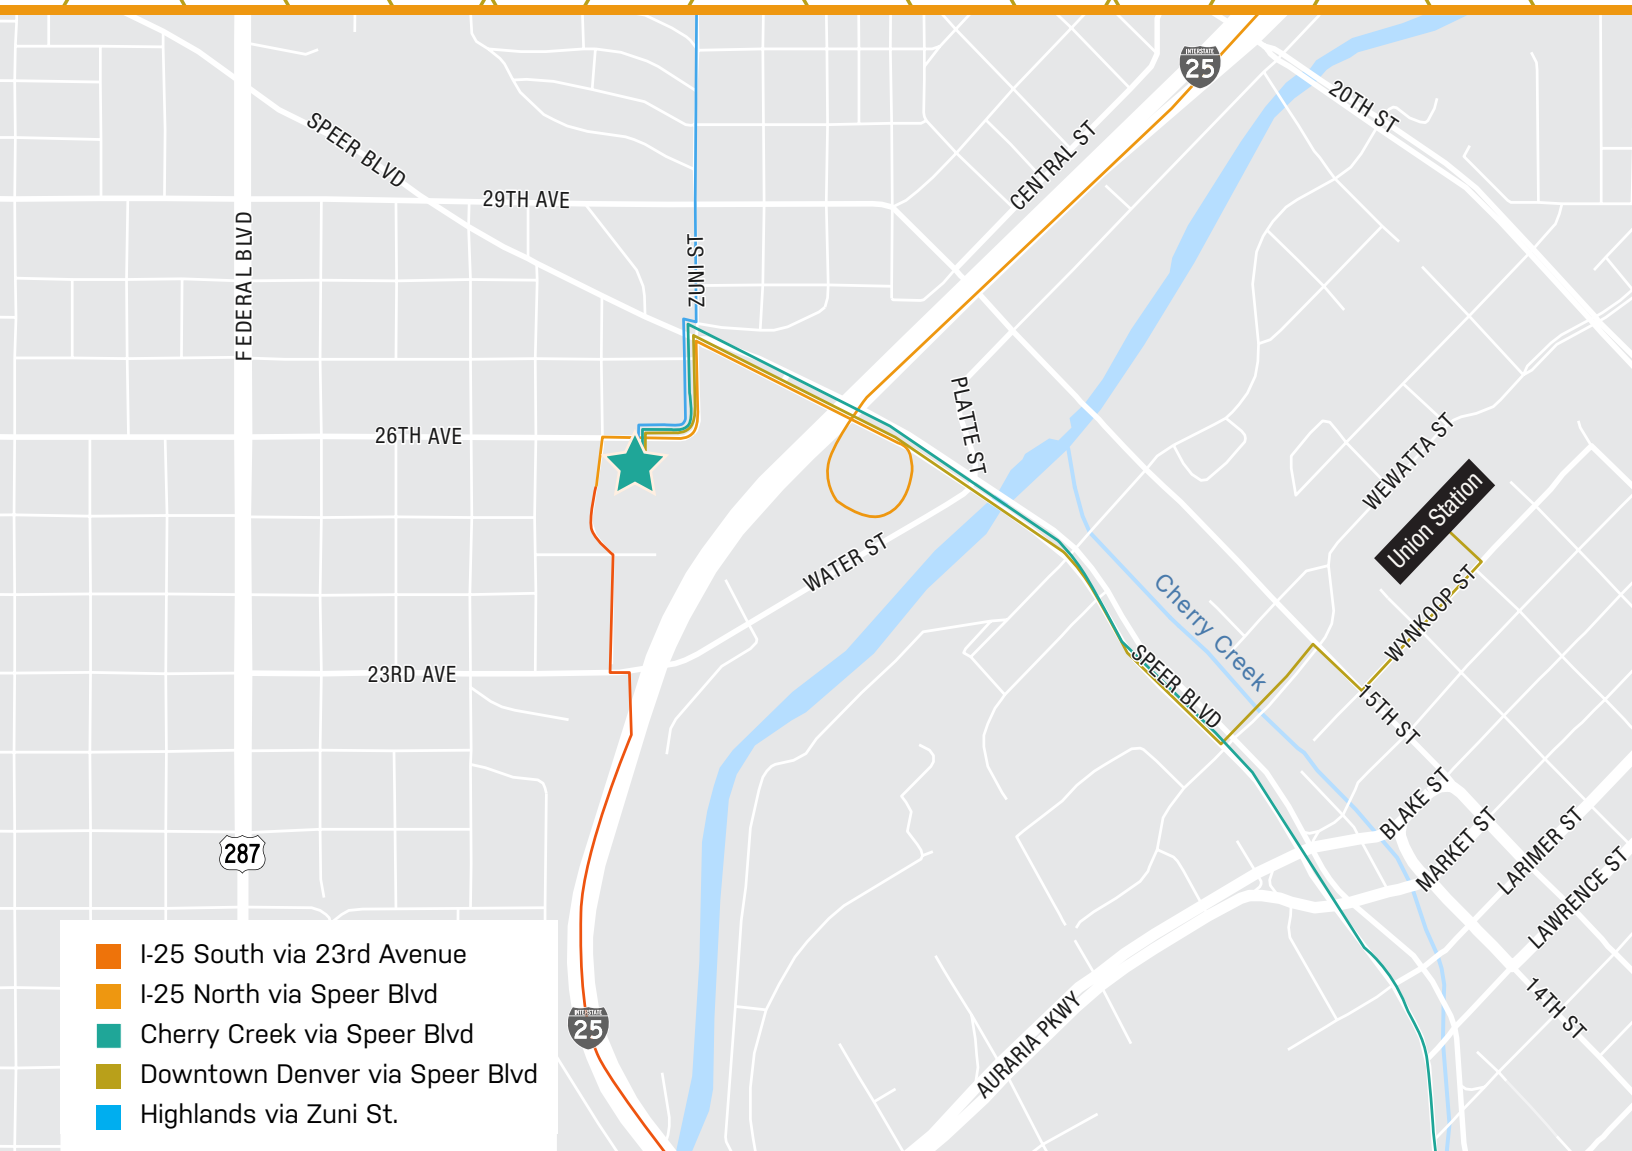 INTERSTATE
25
20TH ST
SPEER BLVD
CENTRAL ST
29TH AVE
FEDERAL BLVD
ZUNI ST
PLATTE ST
26TH AVE
WEWATTA ST
Union Station
WATER ST
Cherry Creek
WYNKOOP ST
23RD AVE
SPEER BLVD
15TH ST
BLAKE ST
MARKET ST
LARIMER ST
LAWRENCE ST
287
14TH ST
AURARIA PKWY
INTERSTATE
25
I-25 South via 23rd Avenue
I-25 North via Speer Blvd
Cherry Creek via Speer Blvd
Downtown Denver via Speer Blvd
Highlands via Zuni St.